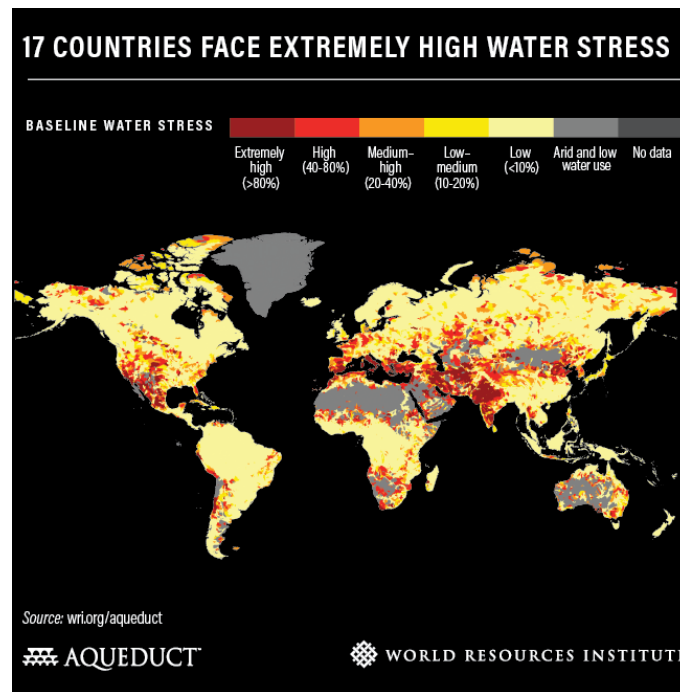 17 COUNTRIES FACE EXTREMELY HIGH WATER STRESS
BASELINE WATER STRESS
Extremely
high
(>80%)
High
(40-80%)
Medium–
high
(20-40%)
Low–
medium
(10-20%)
Low
(<10%)
Arid and low
water use
No data
Source: wri.org/aqueduct
AQUEDUCT™
WORLD RESOURCES INSTITUTE